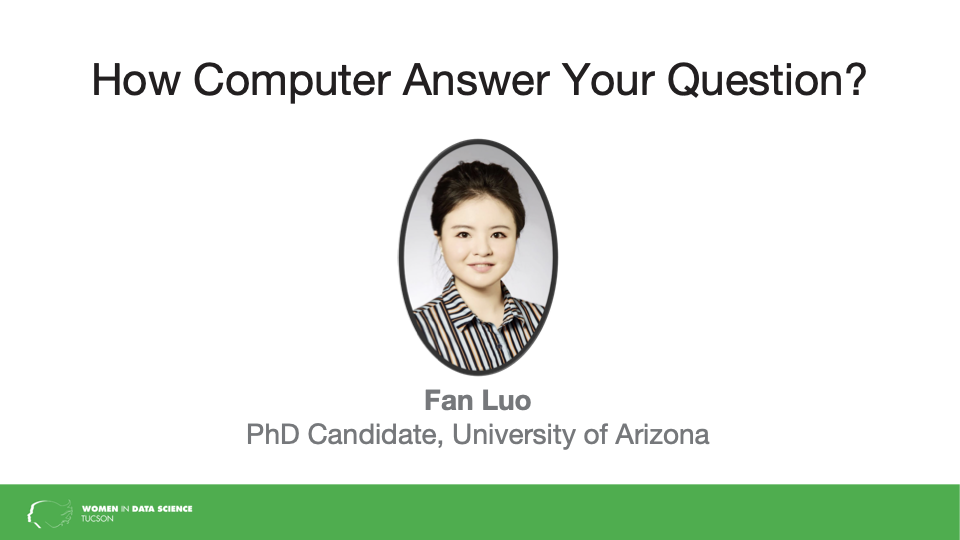 How Computer Answer Your Question?
Fan Luo
PhD Candidate, University of Arizona
WOMEN IN DATA SCIENCE
TUCSON